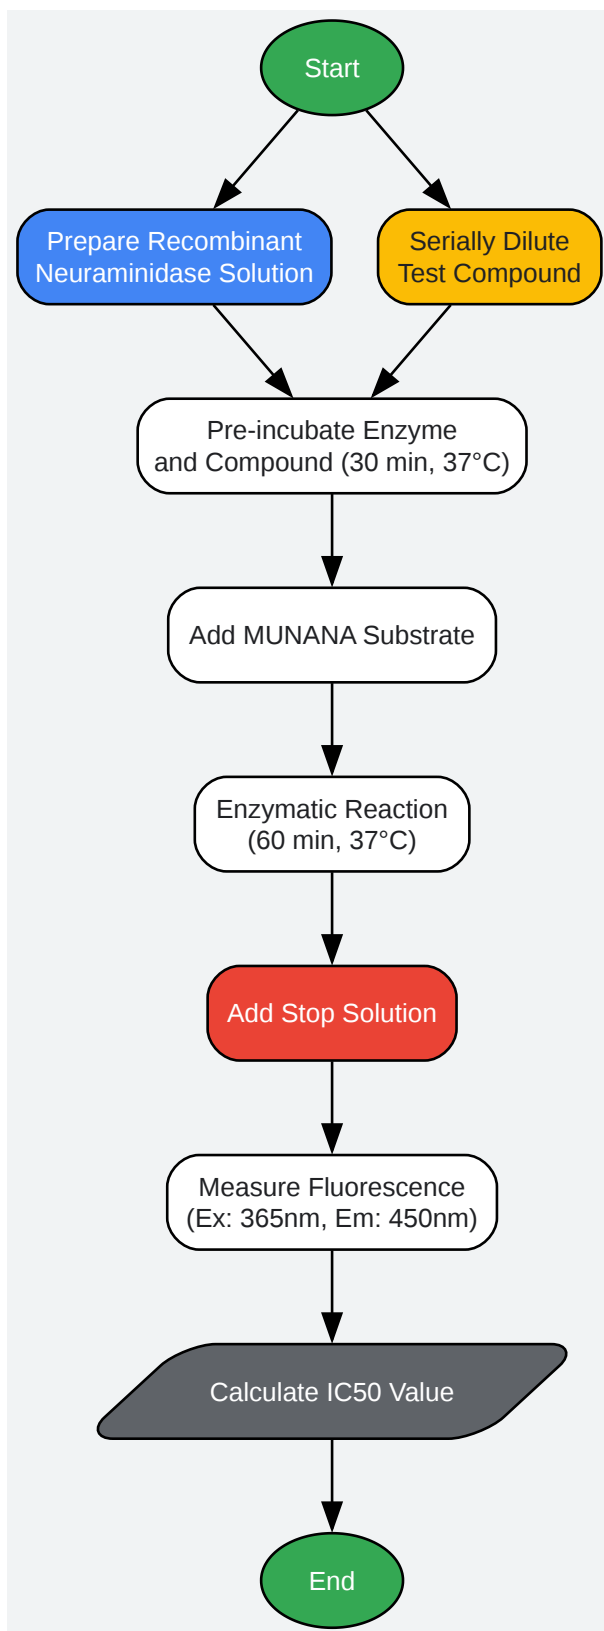 Start
Prepare Recombinant
Neuraminidase Solution
Serially Dilute
Test Compound
Pre-incubate Enzyme
and Compound (30 min, 37°C)
Add MUNANA Substrate
Enzymatic Reaction
(60 min, 37°C)
Add Stop Solution
Measure Fluorescence
(Ex: 365nm, Em: 450nm)
Calculate IC50 Value
End